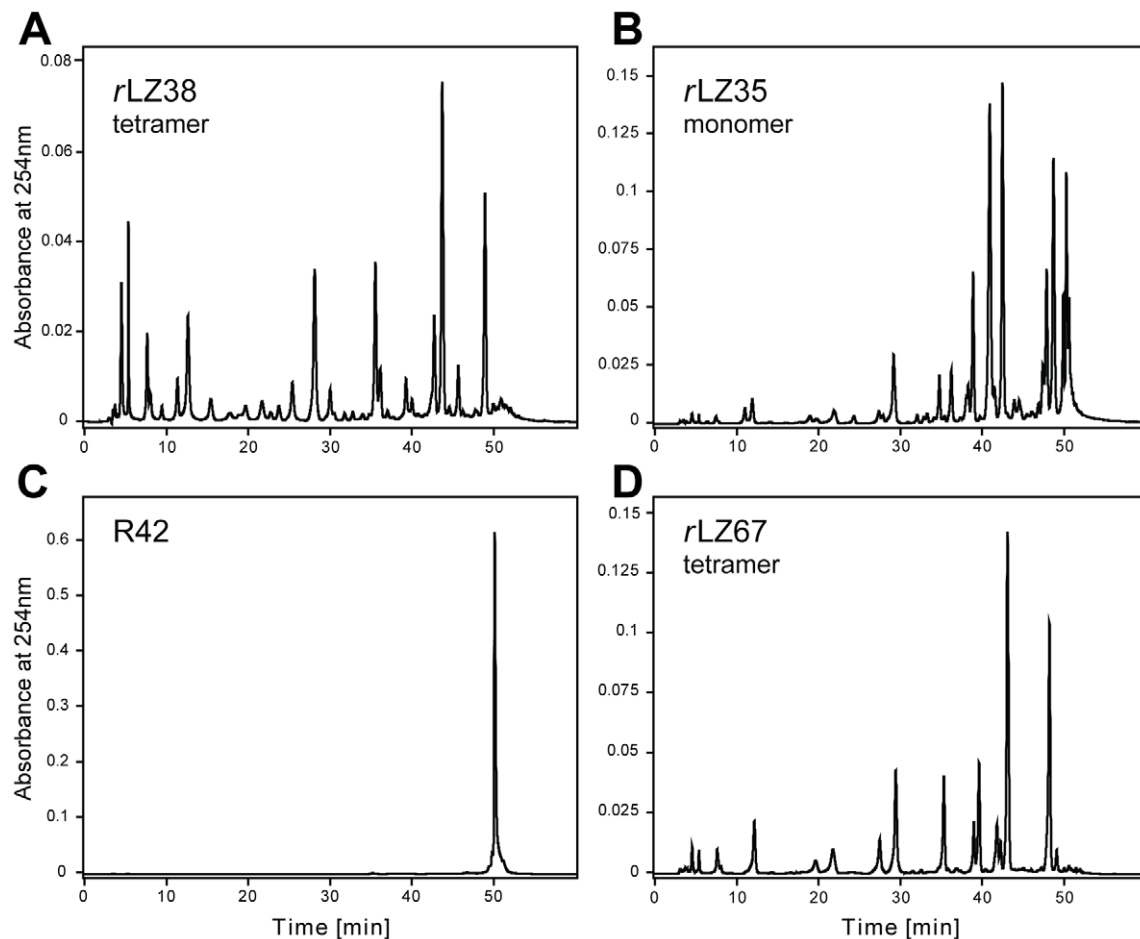 A
rLZ38
tetramer
Absorbance at 254nm
0.08
0.06
0.04
0.02
0
0 10 20 30 40 50
B
rLZ35
monomer
0.15
0.125
0.1
0.075
0.05
0.025
0
0 10 20 30 40 50
C
R42
Absorbance at 254nm
0.6
0.5
0.4
0.3
0.2
0.1
0
0 10 20 30 40 50
Time [min]
D
rLZ67
tetramer
0.15
0.125
0.1
0.075
0.05
0.025
0
0 10 20 30 40 50
Time [min]